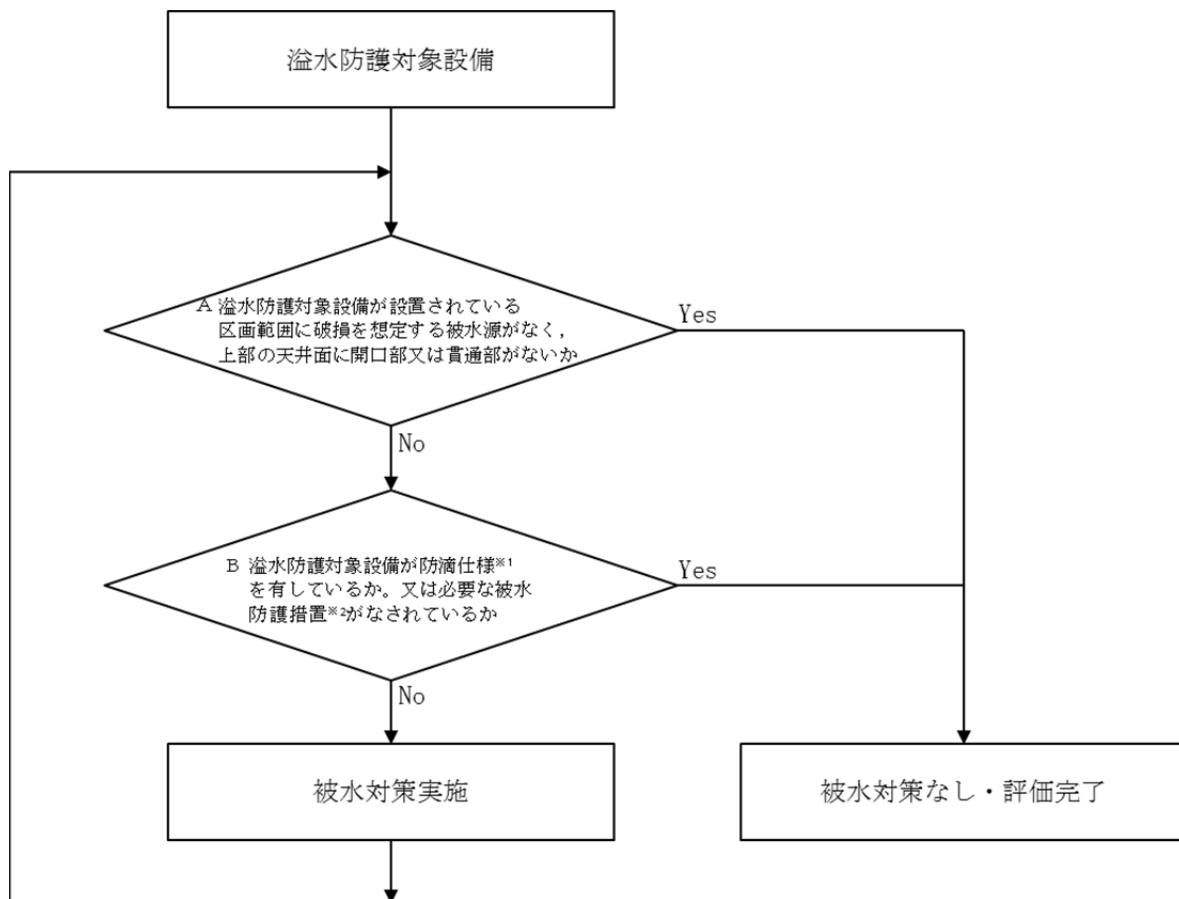 溢水防護対象設備
A 溢水防護対象設備が設置されている
区画範囲に破損を想定する被水源がなく，
上部の天井面に開口部又は貫通部がないか
Yes
No
B 溢水防護対象設備が防滴仕様※1
を有しているか。又は必要な被水
防護措置※2がなされているか
Yes
No
被水対策実施
被水対策なし・評価完了